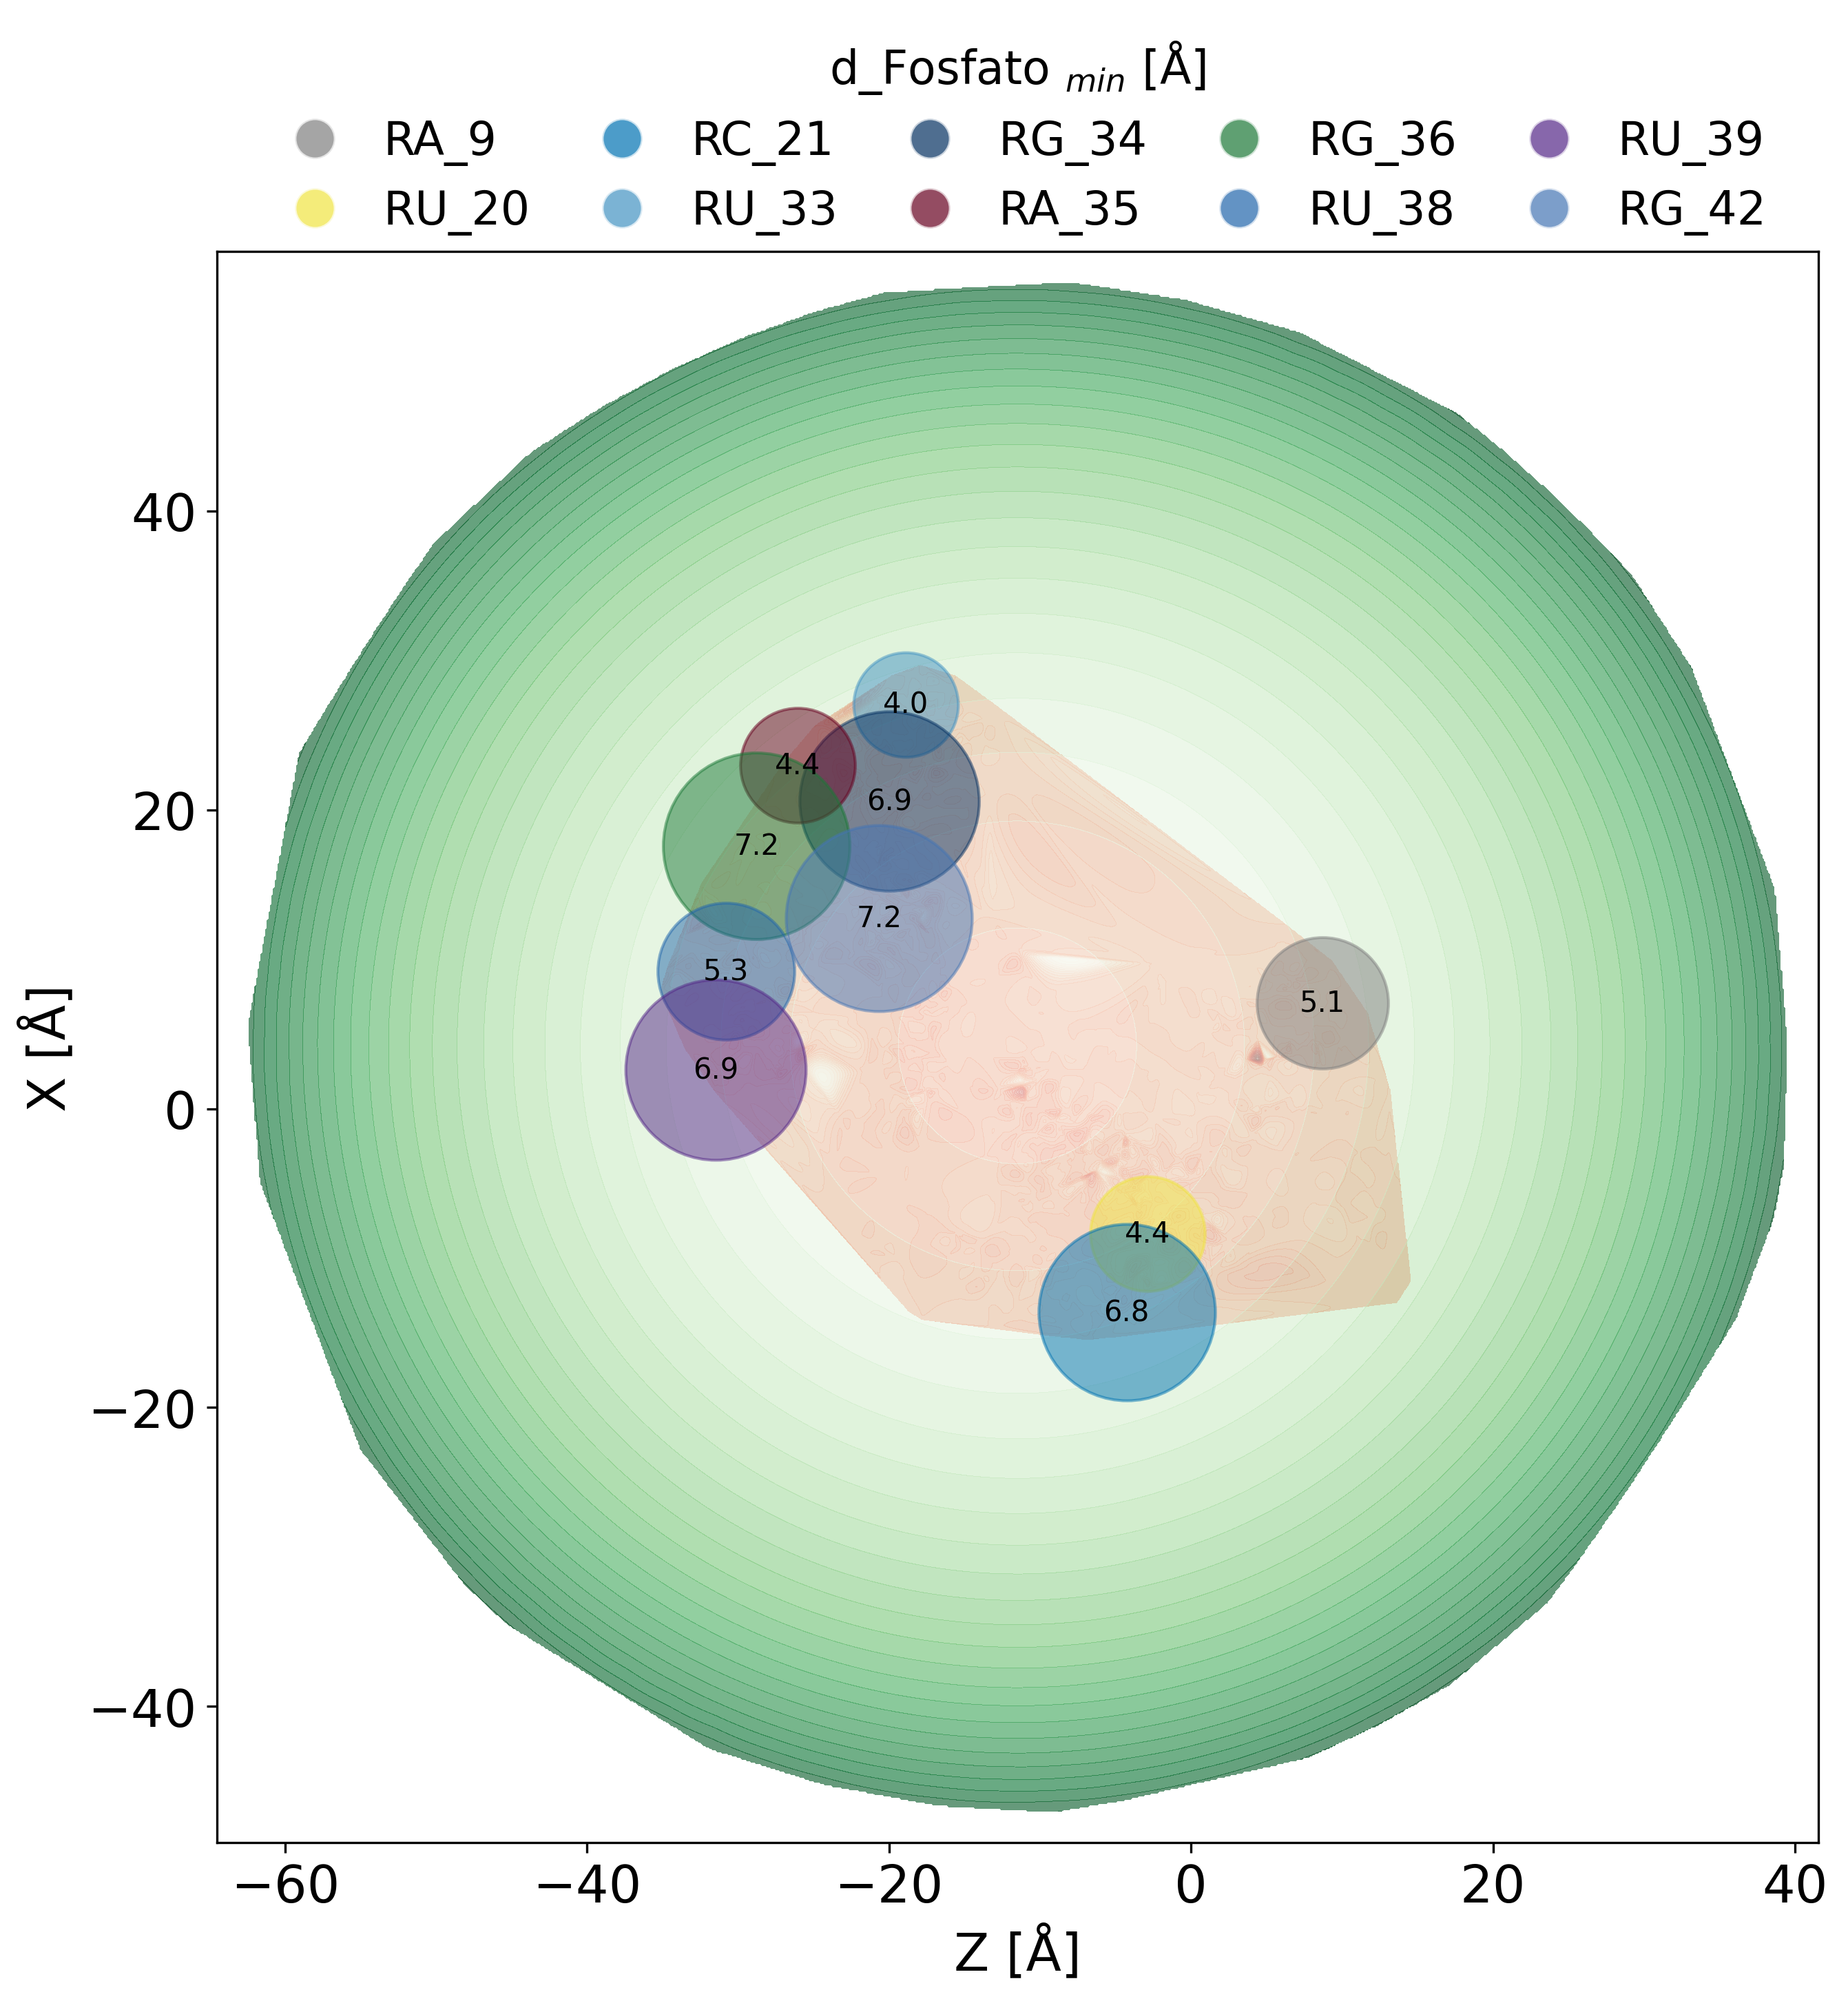 d_Fosfato min [Å]
RA_9 RC_21 RG_34 RG_36 RU_39
RU_20 RU_33 RA_35 RU_38 RG_42
40
20
0
−20
−40
X [Å]
4.0
4.4
6.9
7.2
7.2
5.3
5.1
6.9
4.4
6.8
−60 −40 −20 0 20 40
Z [Å]